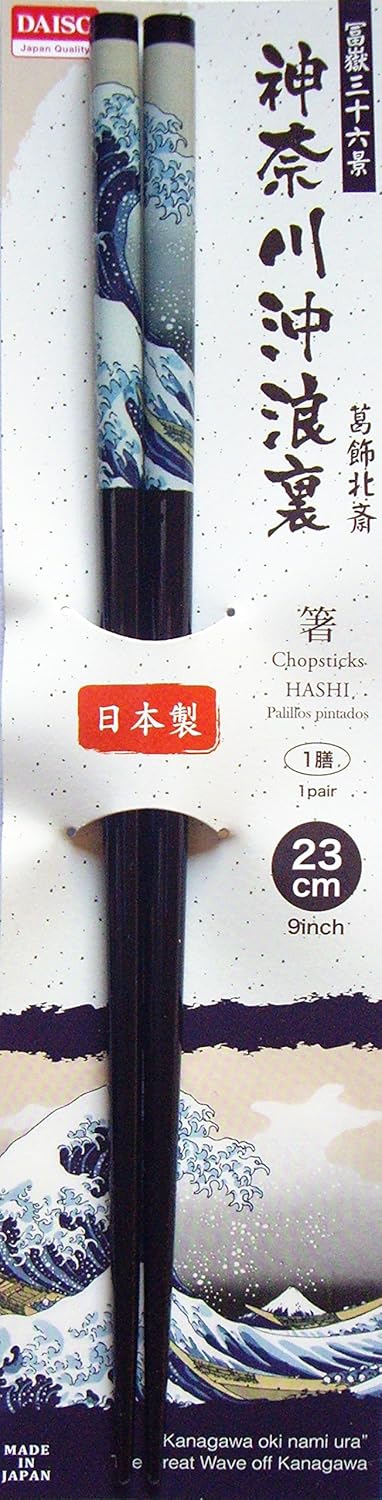 DAISO
Japan Quality
冨嶽三十六景
神奈川沖浪裏
葛飾北斎
箸
Chopsticks
HASHI
Palillos pintados
1膳
1pair
日本製
23
cm
9inch
Kanagawa oki nami ura"
The Great Wave off Kanagawa
MADE
IN
JAPAN